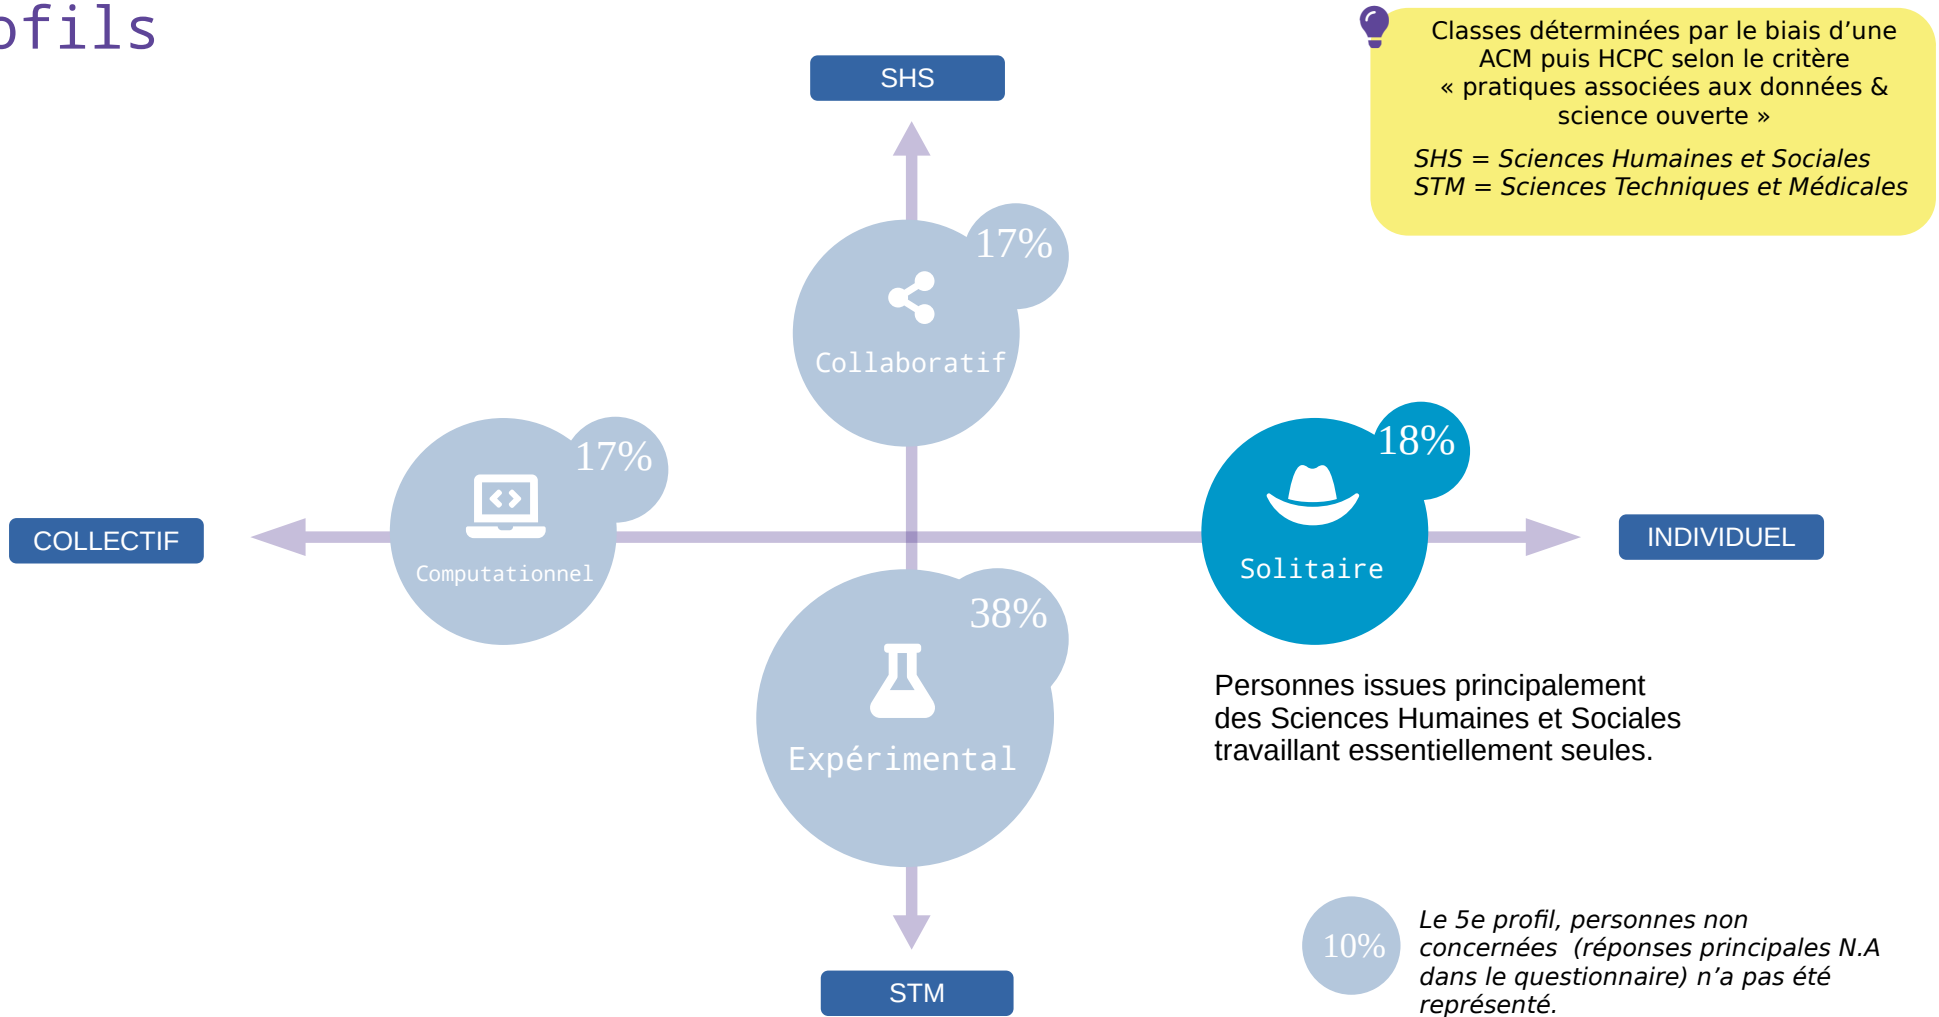 ofils
Classes déterminées par le biais d’une
ACM puis HCPC selon le critère
« pratiques associées aux données &
science ouverte »
SHS = Sciences Humaines et Sociales
STM = Sciences Techniques et Médicales
SHS
17%
Collaboratif
17%
Computationnel
18%
Solitaire
COLLECTIF
INDIVIDUEL
38%
Expérimental
Personnes issues principalement
des Sciences Humaines et Sociales
travaillant essentiellement seules.
STM
10%
Le 5e profil, personnes non
concernées  (réponses principales N.A
dans le questionnaire) n’a pas été
représenté.